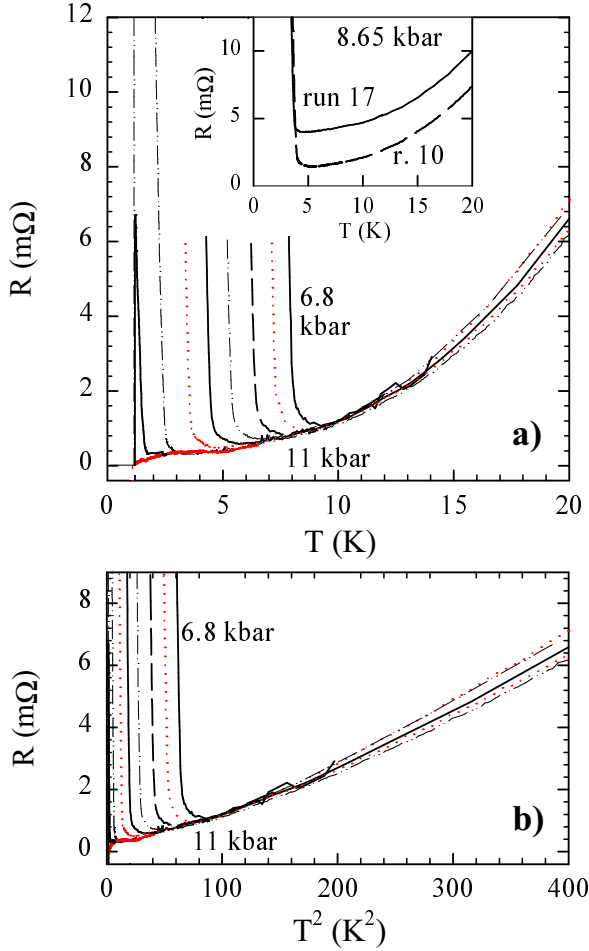 12
10
8
6
4
2
0
R (mΩ)
10
5
0
R (mΩ)
8.65 kbar
run 17
r. 10
0 5 10 15 20
T (K)
6.8
kbar
11 kbar
a)
0 5 10 15 20
T (K)
8
6
4
2
0
R (mΩ)
6.8 kbar
11 kbar
b)
0 100 200 300 400
T² (K²)